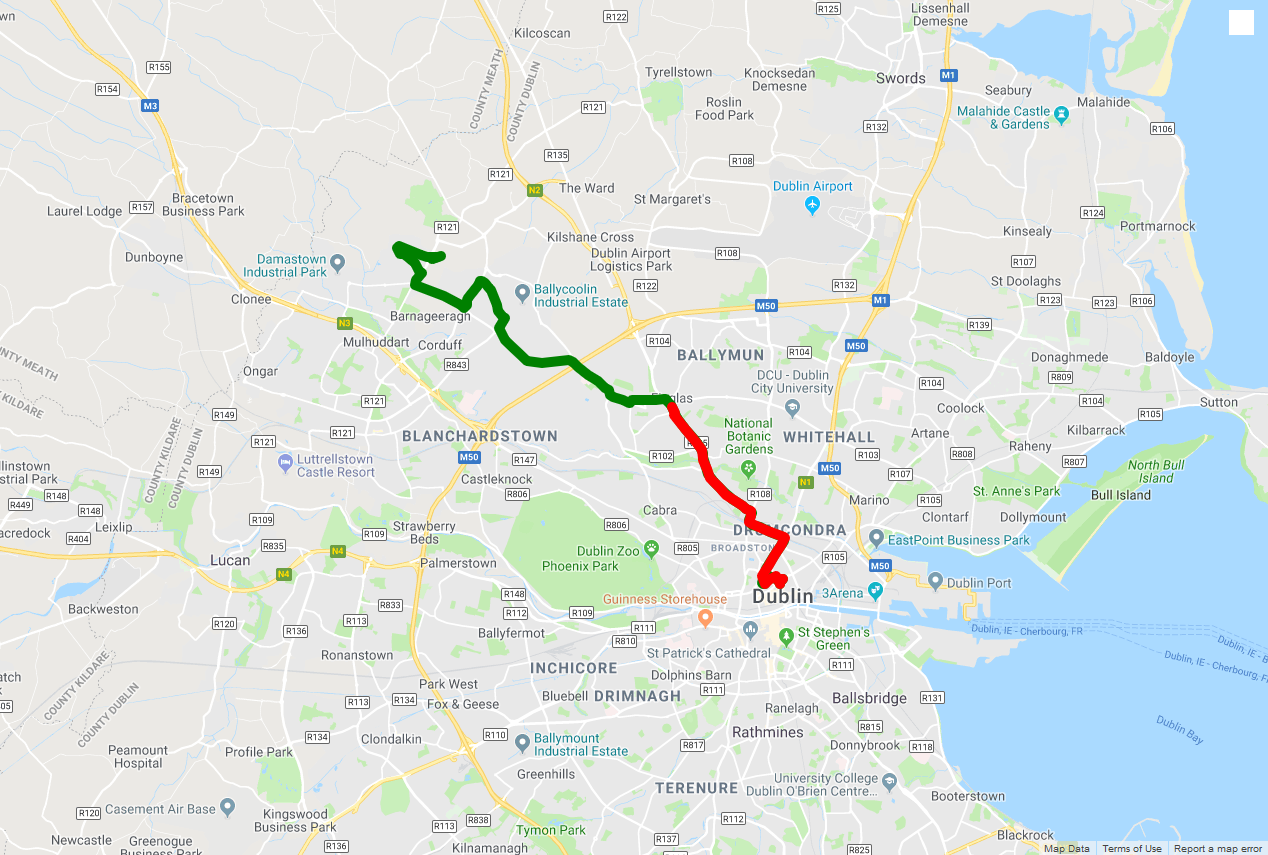 R125
Lissenhall
Demesne
R122
Kilcoscan
R155
R154
M3
COUNTY MEATH
COUNTY DUBLIN
Tyrrelstown
Knocksedan
Demesne
Swords
M1
Seabury
Malahide
Malahide Castle
& Gardens
Roslin
Food Park
R121
R132
R106
R135
R108
R121
N2
The Ward
St Margaret's
Dublin Airport
Bracetown
Business Park
Laurel Lodge
R157
R124
Portmarnock
R121
Kilshane Cross
Kinsealy
Dunboyne
Damastown
Industrial Park
Dublin Airport
Logistics Park
R108
R107
St Doolaghs
R122
R132
Clonee
Ballycoolin
Industrial Estate
M50
M1
R123
R123
R106
Barnageeragh
N3
R139
Mulhuddart
Corduff
R104
M50
BALLYMUN
R104
Donaghmede
Baldoyle
R843
DCU - Dublin
City University
R809
COUNTY MEATH
KILDARE
Ongar
R104
R121
R104
Coolock
R105
Sutton
R149
R121
BLANCHARDSTOWN
National
Botanic
Gardens
WHITEHALL
Artane
Kilbarrack
Raheny
R121
M50
R147
R102
R103
R808
R807
COUNTY KILDARE
COUNTY DUBLIN
Luttrellstown
Castle Resort
R149
Castleknock
M50
R107
North Bull
Island
N1
St. Anne's Park
Bull Island
R148
R449
R148
R806
R108
Marino
R105
Clontarf
Dollymount
Cabra
Leixlip
R109
Strawberry
Beds
R806
DRUMCONDRA
R404
R835
R109
EastPoint Business Park
Dublin Zoo
Phoenix Park
R805
R105
N4
Lucan
N4
Palmerstown
M50
Dublin Port
R148
Guinness Storehouse
Dublin
3Arena
Backweston
R833
R112
R109
R120
R136
R113
Ballyfermot
R111
R810
St Stephen's
Green
Dublin, IE - Cherbourg, FR
St Patrick's Cathedral
Ronanstown
INCHICORE
Dolphins Barn
R111
Dublin, IE - Cherbourg,
COUNTY KILDARE
COUNTY DUBLIN
Park West
Fox & Geese
Bluebell
DRIMNAGH
R111
Ballsbridge
R131
R113
R134
Ranelagh
R815
Dublin Bay
R134
Clondalkin
R110
Ballymount
Industrial Estate
R817
Rathmines
Donnybrook
R118
Peamount
Hospital
Profile Park
Greenhills
TERENURE
University College
Dublin O'Brien Centre...
Booterstown
R120
Casement Air Base
Kingswood
Business Park
R113
R838
Tymon Park
R112
Newcastle
Greenogue
Business Park
R136
Kilnamanagh
R137
R825
Blackrock
Map Data
Terms of Use
Report a map error